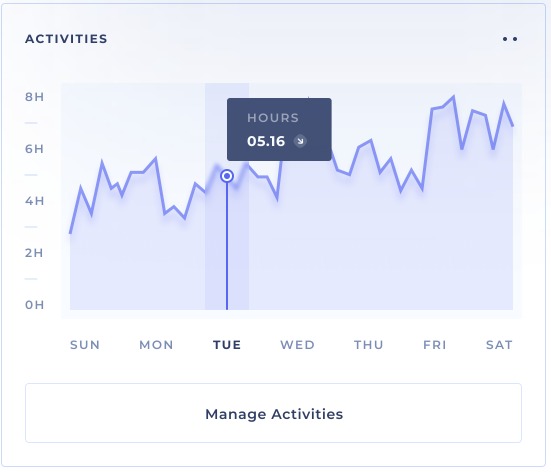 ACTIVITIES
8H
6H
4H
2H
0H
HOURS
05.16
SUN MON TUE WED THU FRI SAT
Manage Activities